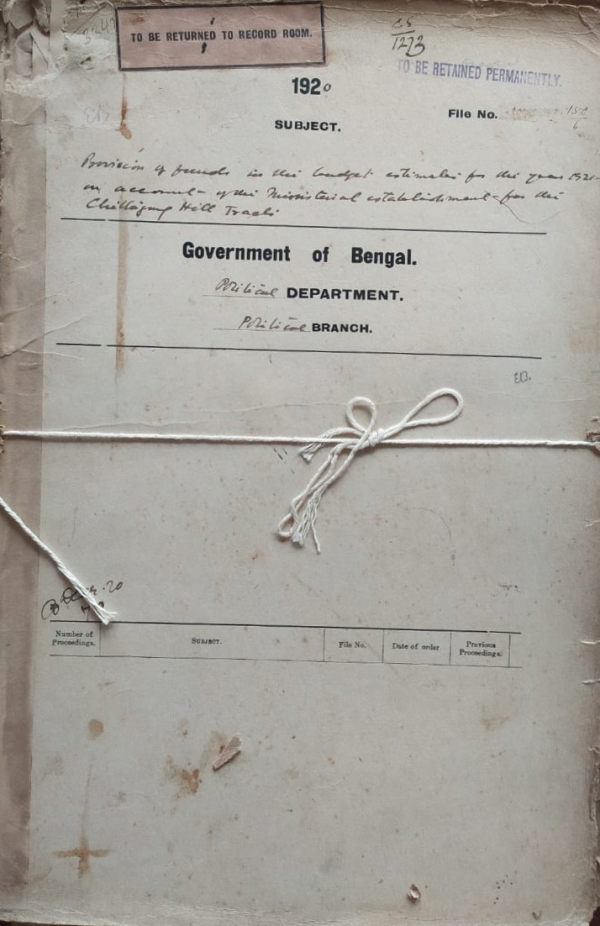 TO BE RETURNED TO RECORD ROOM.
1273
TO BE RETAINED PERMANENTLY.
1920
File No.
SUBJECT.
Provision of funds in the budget estimates for the year 1921-
on account of the Ministerial establishment for the
Chittagong Hill Tracts
Government of Bengal.
Political DEPARTMENT.
Political BRANCH.
20
Number of Proceedings.
SUBJECT.
File No.
Date of order
Previous Proceedings.